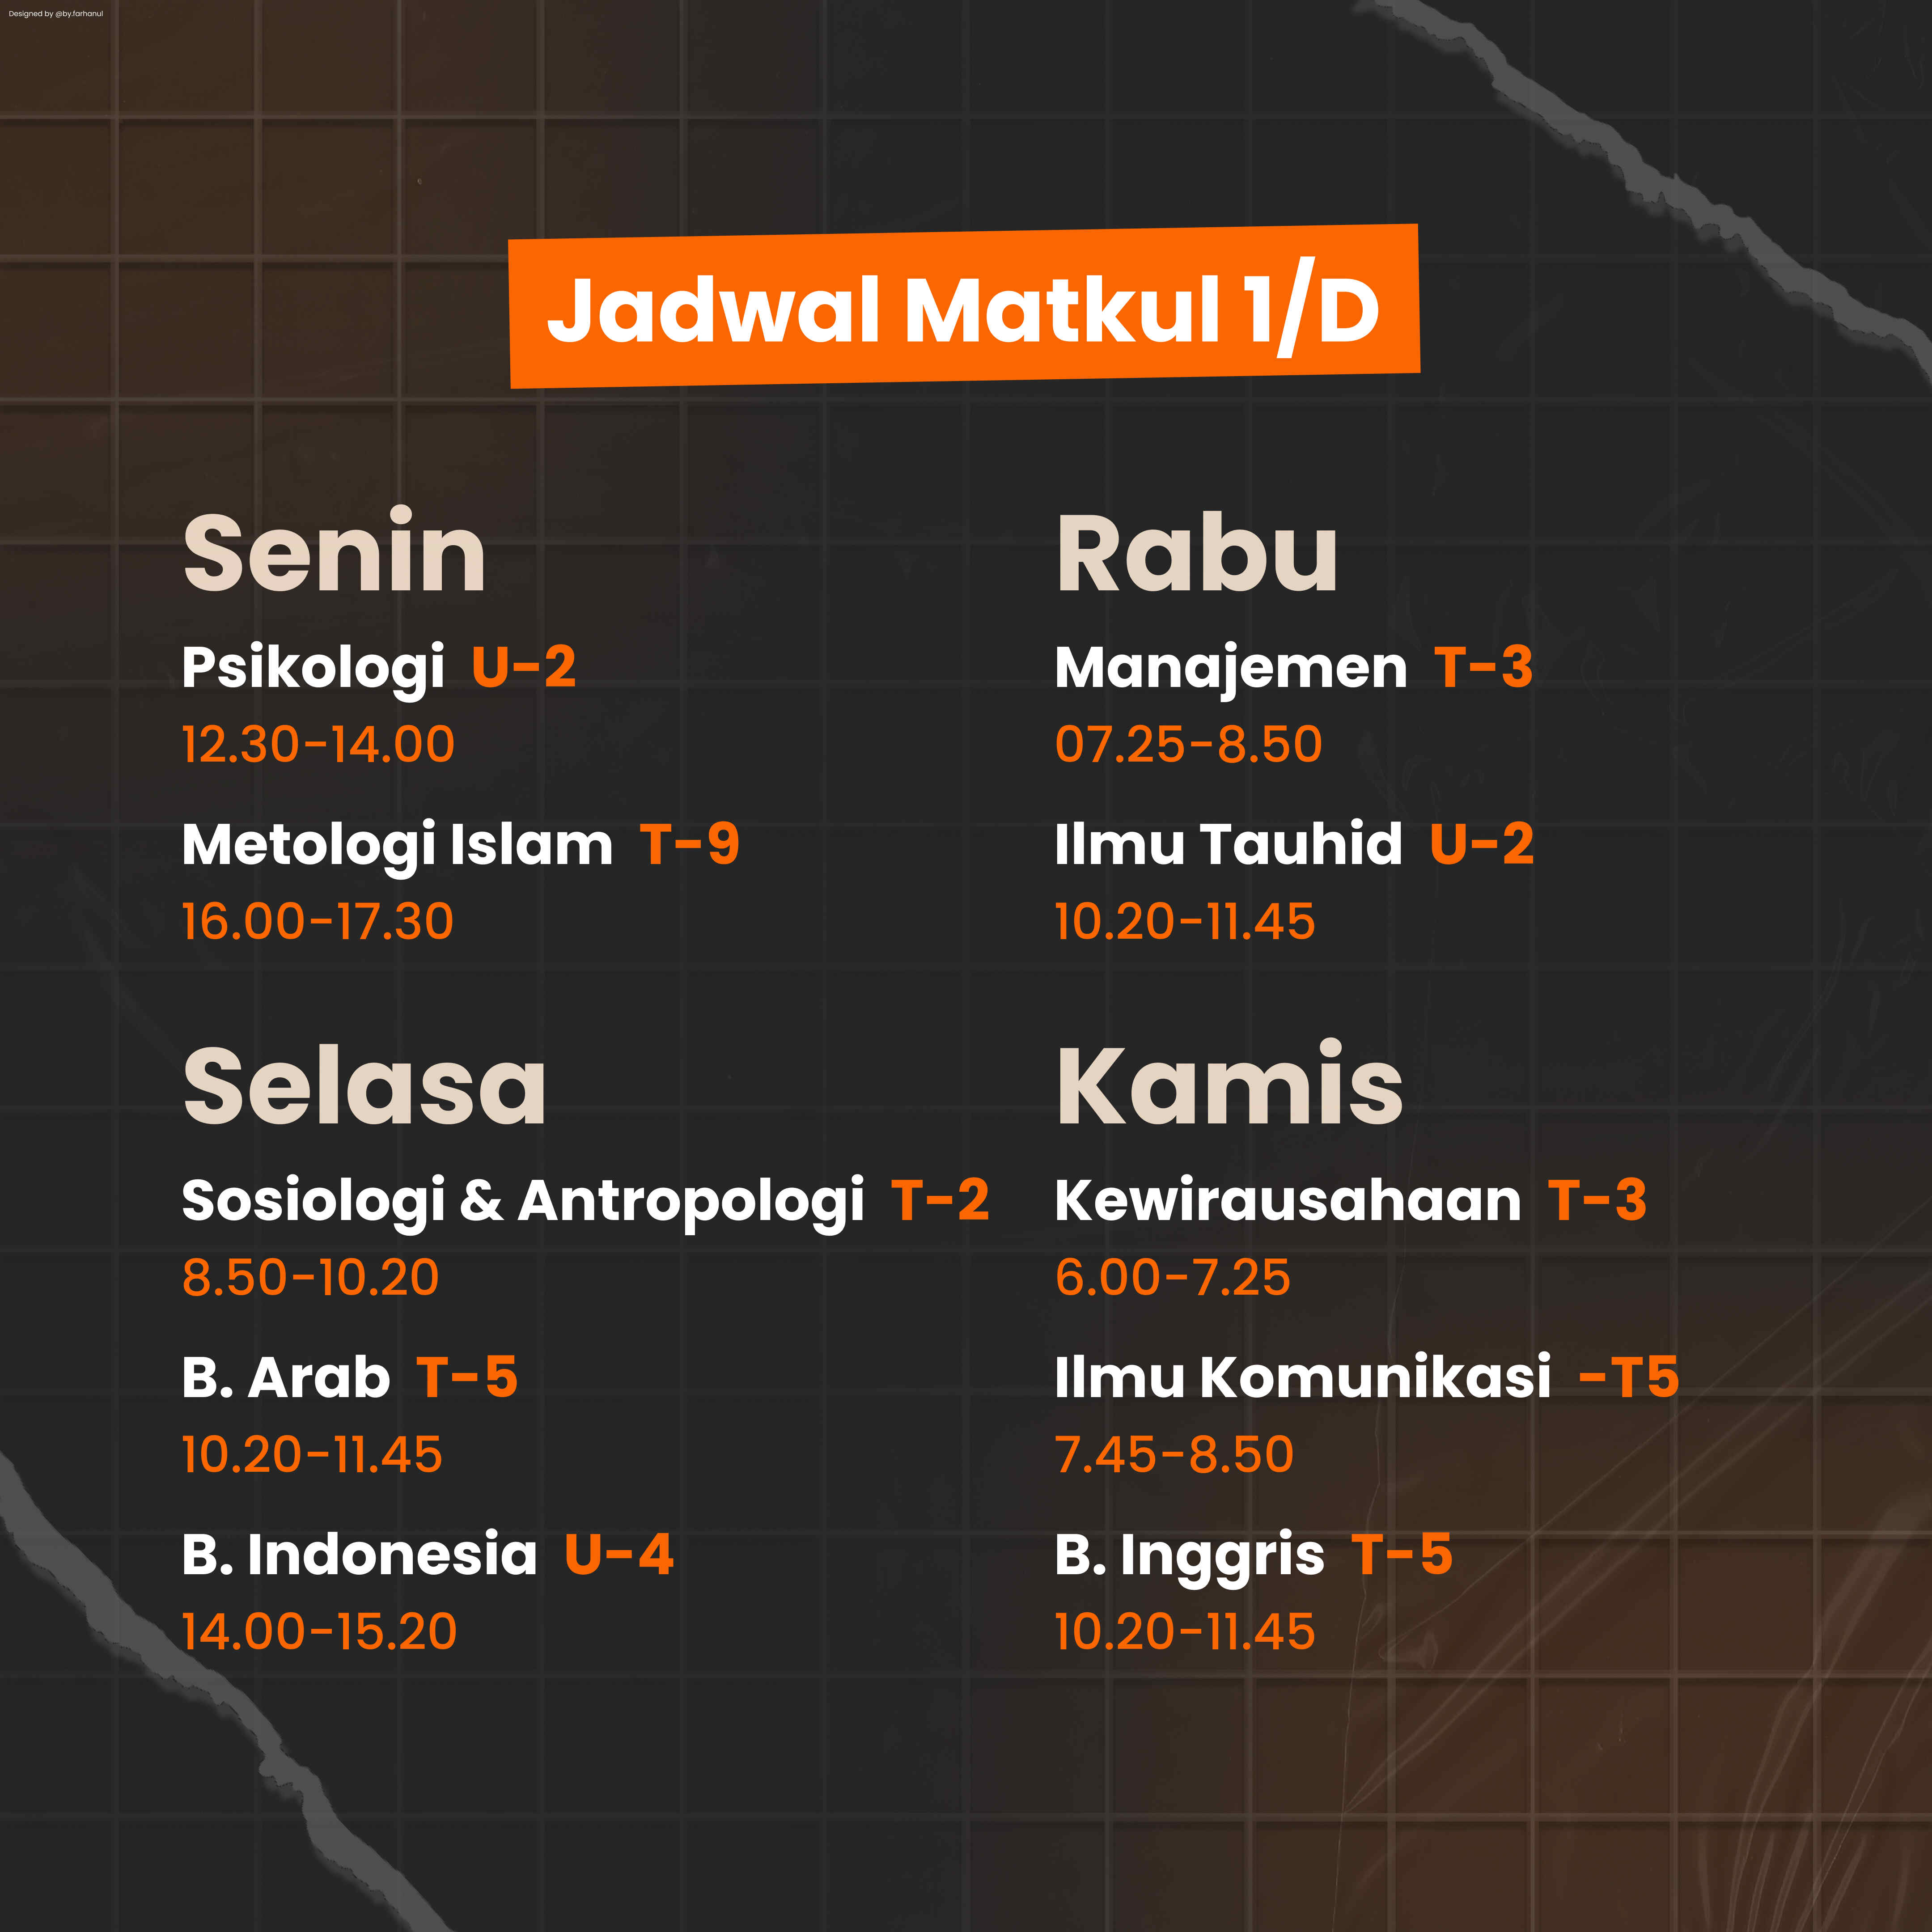 Designed by @by.farhanul
Jadwal Matkul 1/D
Senin
Psikologi U-2
12.30-14.00
Metologi Islam T-9
16.00-17.30
Selasa
Sosiologi & Antropologi T-2
8.50-10.20
B. Arab T-5
10.20-11.45
B. Indonesia U-4
14.00-15.20
Rabu
Manajemen T-3
07.25-8.50
Ilmu Tauhid U-2
10.20-11.45
Kamis
Kewirausahaan T-3
6.00-7.25
Ilmu Komunikasi -T5
7.45-8.50
B. Inggris T-5
10.20-11.45